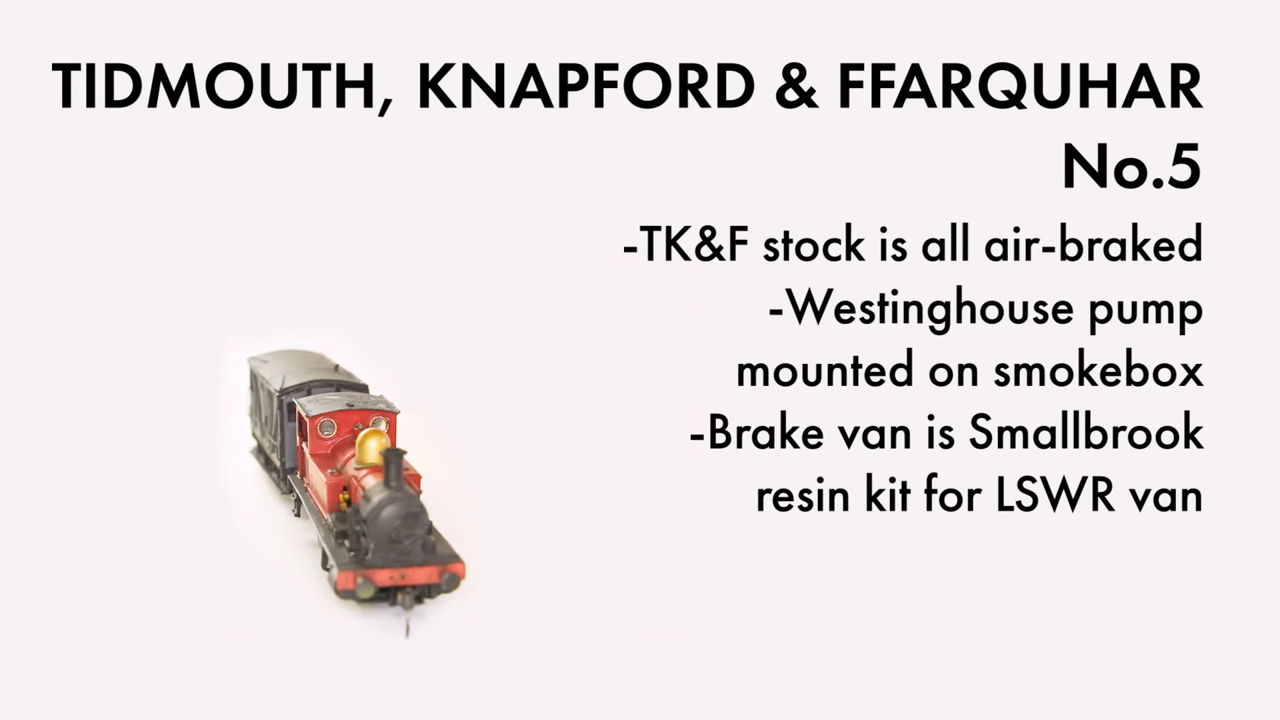 TIDMOUTH, KNAPFORD & FFARQUHAR
No.5
-TK&F stock is all air-braked
-Westinghouse pump
mounted on smokebox
-Brake van is Smallbrook
resin kit for LSWR van